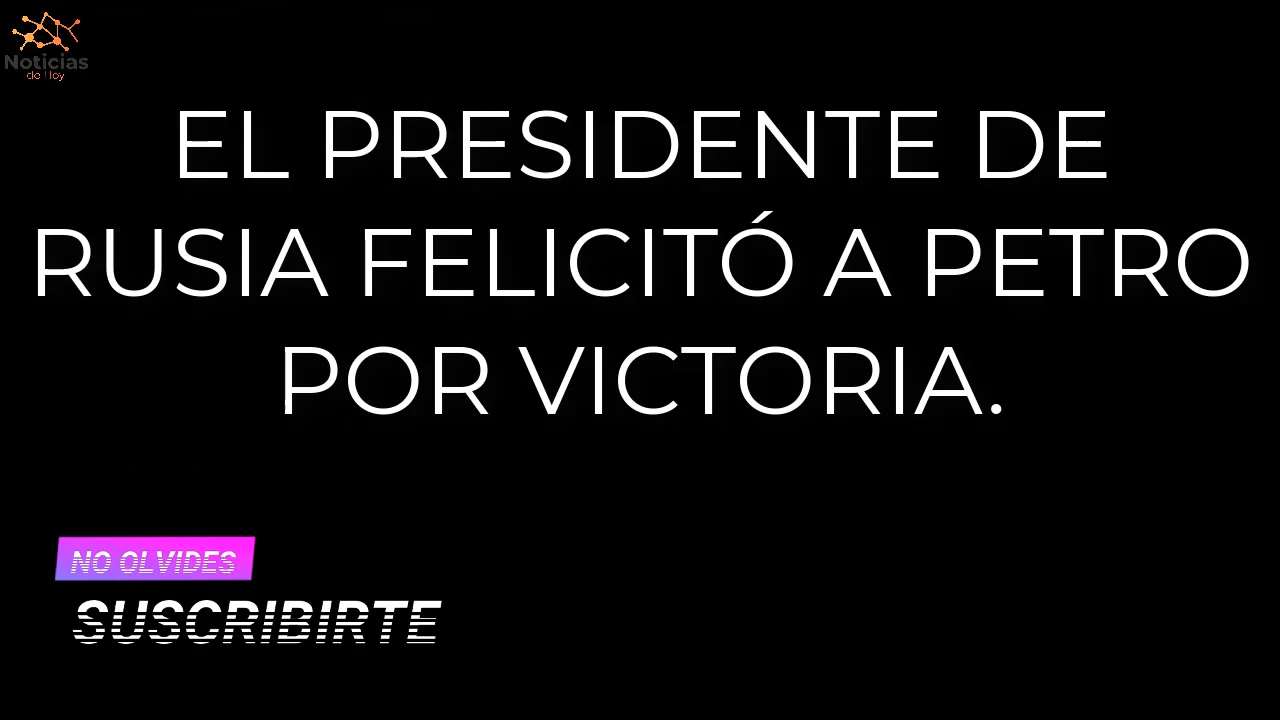 Noticias
de Hoy
EL PRESIDENTE DE
RUSIA FELICITÓ A PETRO
POR VICTORIA.
NO OLVIDES
SUSCRIBIRTE